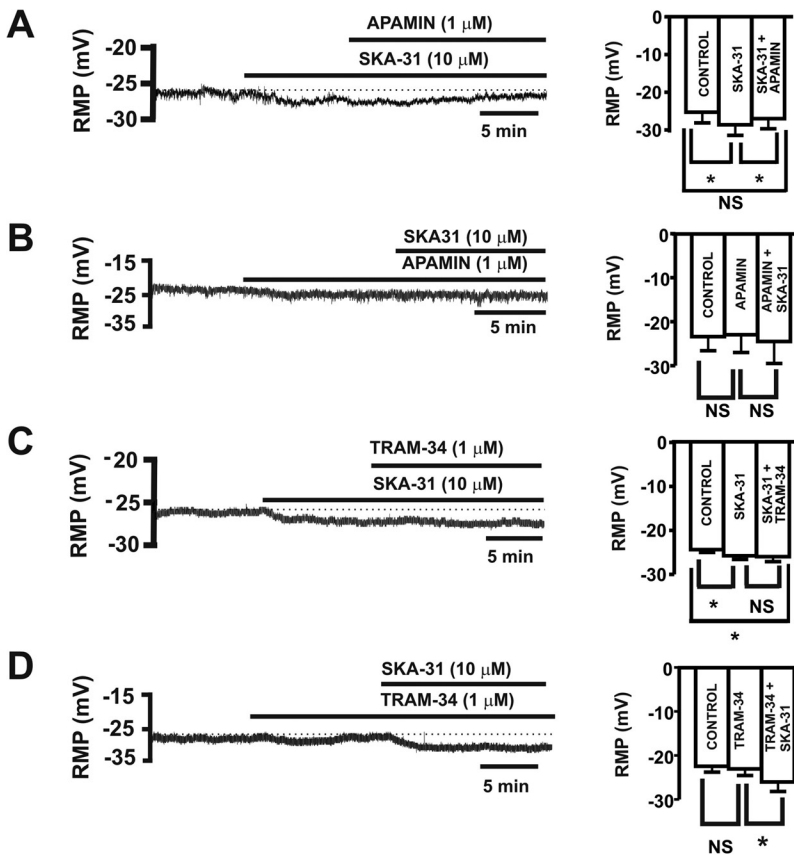 A
APAMIN (1 μM)
SKA-31 (10 μM)
RMP (mV)
-20
-25
-30
5 min
RMP (mV)
0
-10
-20
-30
CONTROL
SKA-31
SKA-31 +
APAMIN
*
*
NS
B
SKA31 (10 μM)
APAMIN (1 μM)
RMP (mV)
-15
-25
-35
5 min
RMP (mV)
0
-10
-20
-30
CONTROL
APAMIN
APAMIN +
SKA-31
NS
NS
C
TRAM-34 (1 μM)
SKA-31 (10 μM)
RMP (mV)
-20
-25
-30
5 min
RMP (mV)
0
-10
-20
-30
CONTROL
SKA-31
SKA-31 +
TRAM-34
*
NS
*
D
SKA-31 (10 μM)
TRAM-34 (1 μM)
RMP (mV)
-15
-25
-35
5 min
RMP (mV)
0
-10
-20
-30
CONTROL
TRAM-34
TRAM-34 +
SKA-31
NS
*